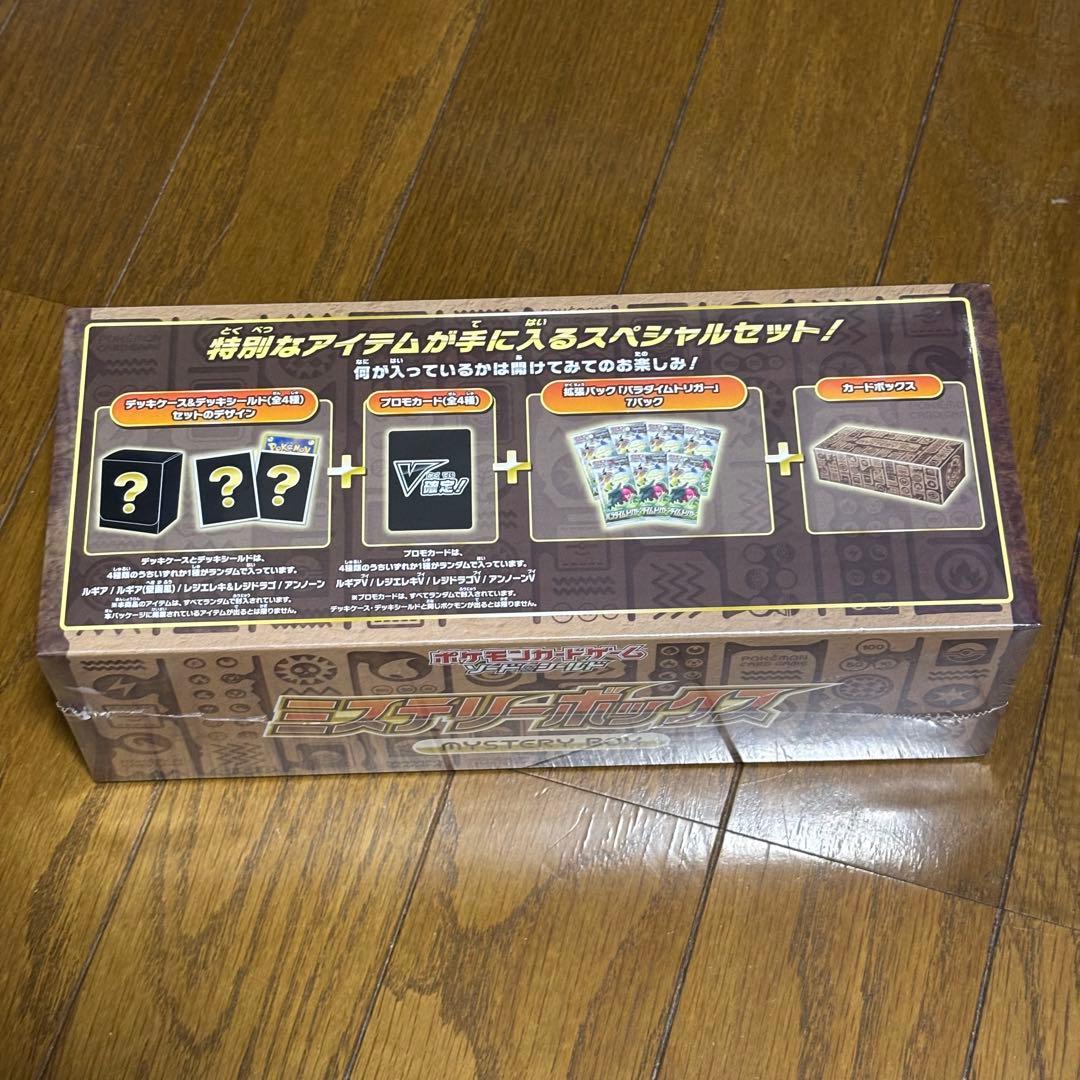 特別なアイテムが手に入るスペシャルセット!
何が入っているかは開けてみてのお楽しみ!
デッキケース&デッキシールド(全4種)
セットのデザイン
?
?
?
POKÉMON
デッキケースとデッキシールドは、
4種類のうちいずれか1種がランダムで入っています。
ルギア/ルギア(壁画風)/レジエレキ&レジドラゴ/アンノーン
※本商品のアイテムは、すべてランダムで封入されています。
本パッケージに掲載されているアイテムが出るとは限りません。
プロモカード(全4種)
V確定!
プロモカードは、
4種類のうちいずれか1種がランダムで入っています。
ルギアV/レジエレキV/レジドラゴV/アンノーンV
※プロモカードは、すべてランダムで封入されています。
デッキケース・デッキシールドと同じポケモンが出るとは限りません。
拡張パック「パラダイムトリガー」
7パック
カードボックス
ポケモンカードゲーム
ソード&シールド
ミステリーボックス
MYSTERY BOX
POKÉMON
CARD GAME
100